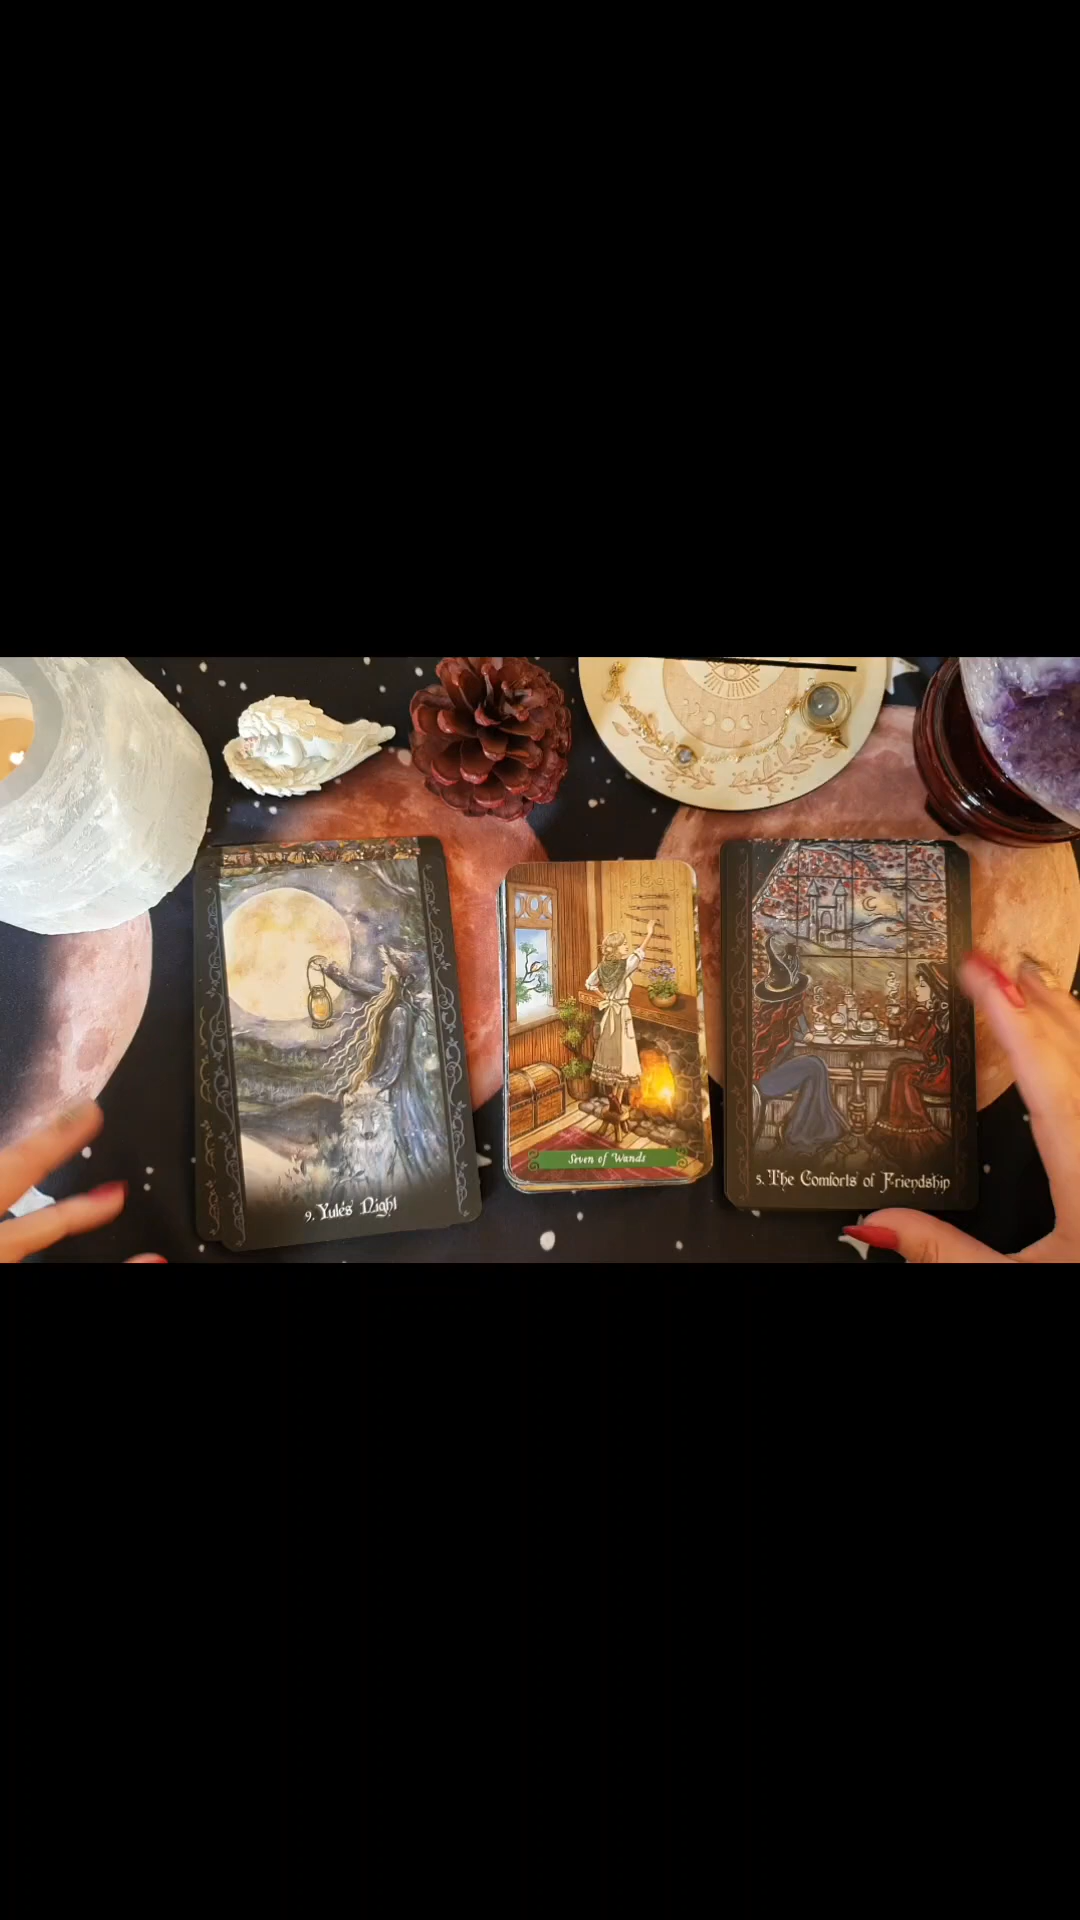 9. Yule's Night
Seven of Wands
5. The Comforts of Friendship